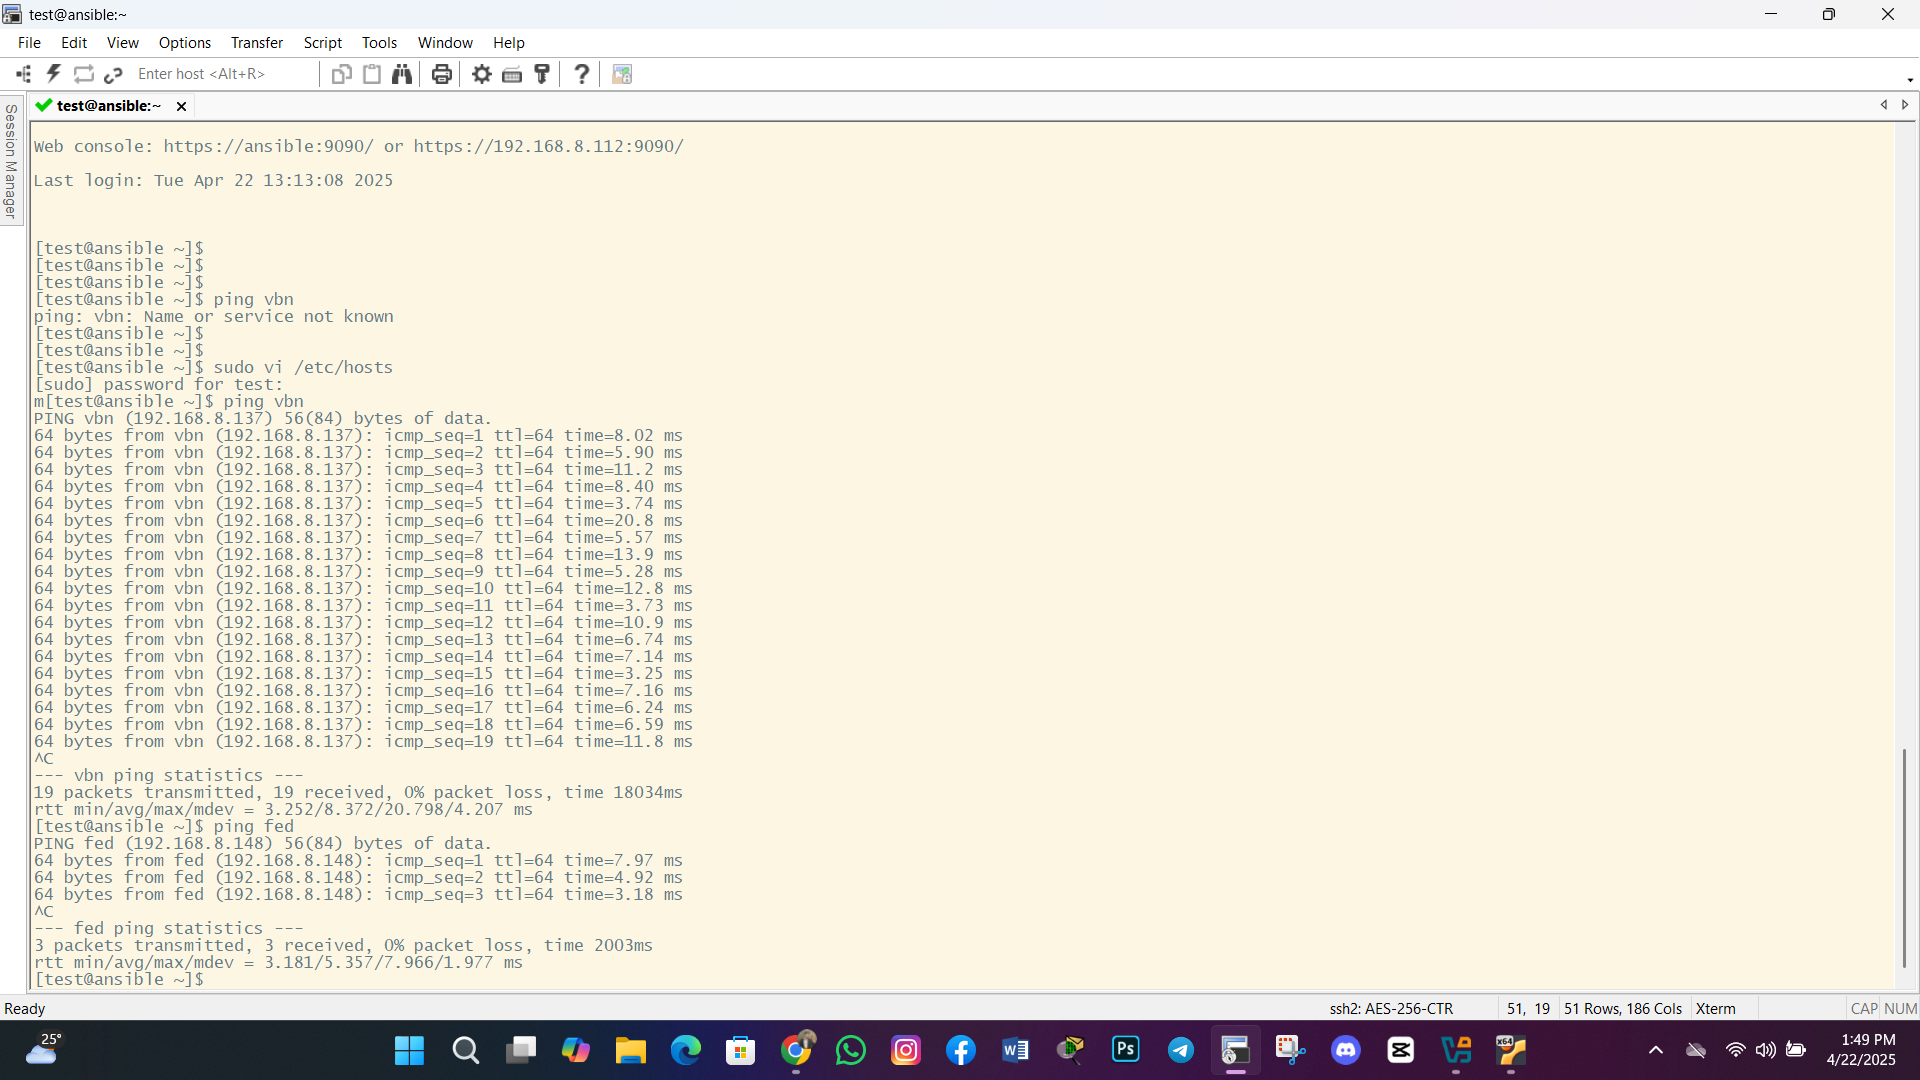 test@ansible:~
File Edit View Options Transfer Script Tools Window Help
Enter host <Alt+R>
test@ansible:~
Session Manager
Web console: https://ansible:9090/ or https://192.168.8.112:9090/
Last login: Tue Apr 22 13:13:08 2025
[test@ansible ~]$
[test@ansible ~]$
[test@ansible ~]$
[test@ansible ~]$ ping vbn
ping: vbn: Name or service not known
[test@ansible ~]$
[test@ansible ~]$
[test@ansible ~]$ sudo vi /etc/hosts
[sudo] password for test:
m[test@ansible ~]$ ping vbn
PING vbn (192.168.8.137) 56(84) bytes of data.
64 bytes from vbn (192.168.8.137): icmp_seq=1 ttl=64 time=8.02 ms
64 bytes from vbn (192.168.8.137): icmp_seq=2 ttl=64 time=5.90 ms
64 bytes from vbn (192.168.8.137): icmp_seq=3 ttl=64 time=11.2 ms
64 bytes from vbn (192.168.8.137): icmp_seq=4 ttl=64 time=8.40 ms
64 bytes from vbn (192.168.8.137): icmp_seq=5 ttl=64 time=3.74 ms
64 bytes from vbn (192.168.8.137): icmp_seq=6 ttl=64 time=20.8 ms
64 bytes from vbn (192.168.8.137): icmp_seq=7 ttl=64 time=5.57 ms
64 bytes from vbn (192.168.8.137): icmp_seq=8 ttl=64 time=13.9 ms
64 bytes from vbn (192.168.8.137): icmp_seq=9 ttl=64 time=5.28 ms
64 bytes from vbn (192.168.8.137): icmp_seq=10 ttl=64 time=12.8 ms
64 bytes from vbn (192.168.8.137): icmp_seq=11 ttl=64 time=3.73 ms
64 bytes from vbn (192.168.8.137): icmp_seq=12 ttl=64 time=10.9 ms
64 bytes from vbn (192.168.8.137): icmp_seq=13 ttl=64 time=6.74 ms
64 bytes from vbn (192.168.8.137): icmp_seq=14 ttl=64 time=7.14 ms
64 bytes from vbn (192.168.8.137): icmp_seq=15 ttl=64 time=3.25 ms
64 bytes from vbn (192.168.8.137): icmp_seq=16 ttl=64 time=7.16 ms
64 bytes from vbn (192.168.8.137): icmp_seq=17 ttl=64 time=6.24 ms
64 bytes from vbn (192.168.8.137): icmp_seq=18 ttl=64 time=6.59 ms
64 bytes from vbn (192.168.8.137): icmp_seq=19 ttl=64 time=11.8 ms
^C
--- vbn ping statistics ---
19 packets transmitted, 19 received, 0% packet loss, time 18034ms
rtt min/avg/max/mdev = 3.252/8.372/20.798/4.207 ms
[test@ansible ~]$ ping fed
PING fed (192.168.8.148) 56(84) bytes of data.
64 bytes from fed (192.168.8.148): icmp_seq=1 ttl=64 time=7.97 ms
64 bytes from fed (192.168.8.148): icmp_seq=2 ttl=64 time=4.92 ms
64 bytes from fed (192.168.8.148): icmp_seq=3 ttl=64 time=3.18 ms
^C
--- fed ping statistics ---
3 packets transmitted, 3 received, 0% packet loss, time 2003ms
rtt min/avg/max/mdev = 3.181/5.357/7.966/1.977 ms
[test@ansible ~]$
Ready ssh2: AES-256-CTR 51, 19 51 Rows, 186 Cols Xterm CAP NUM
25° Ps x64 1:49 PM
4/22/2025